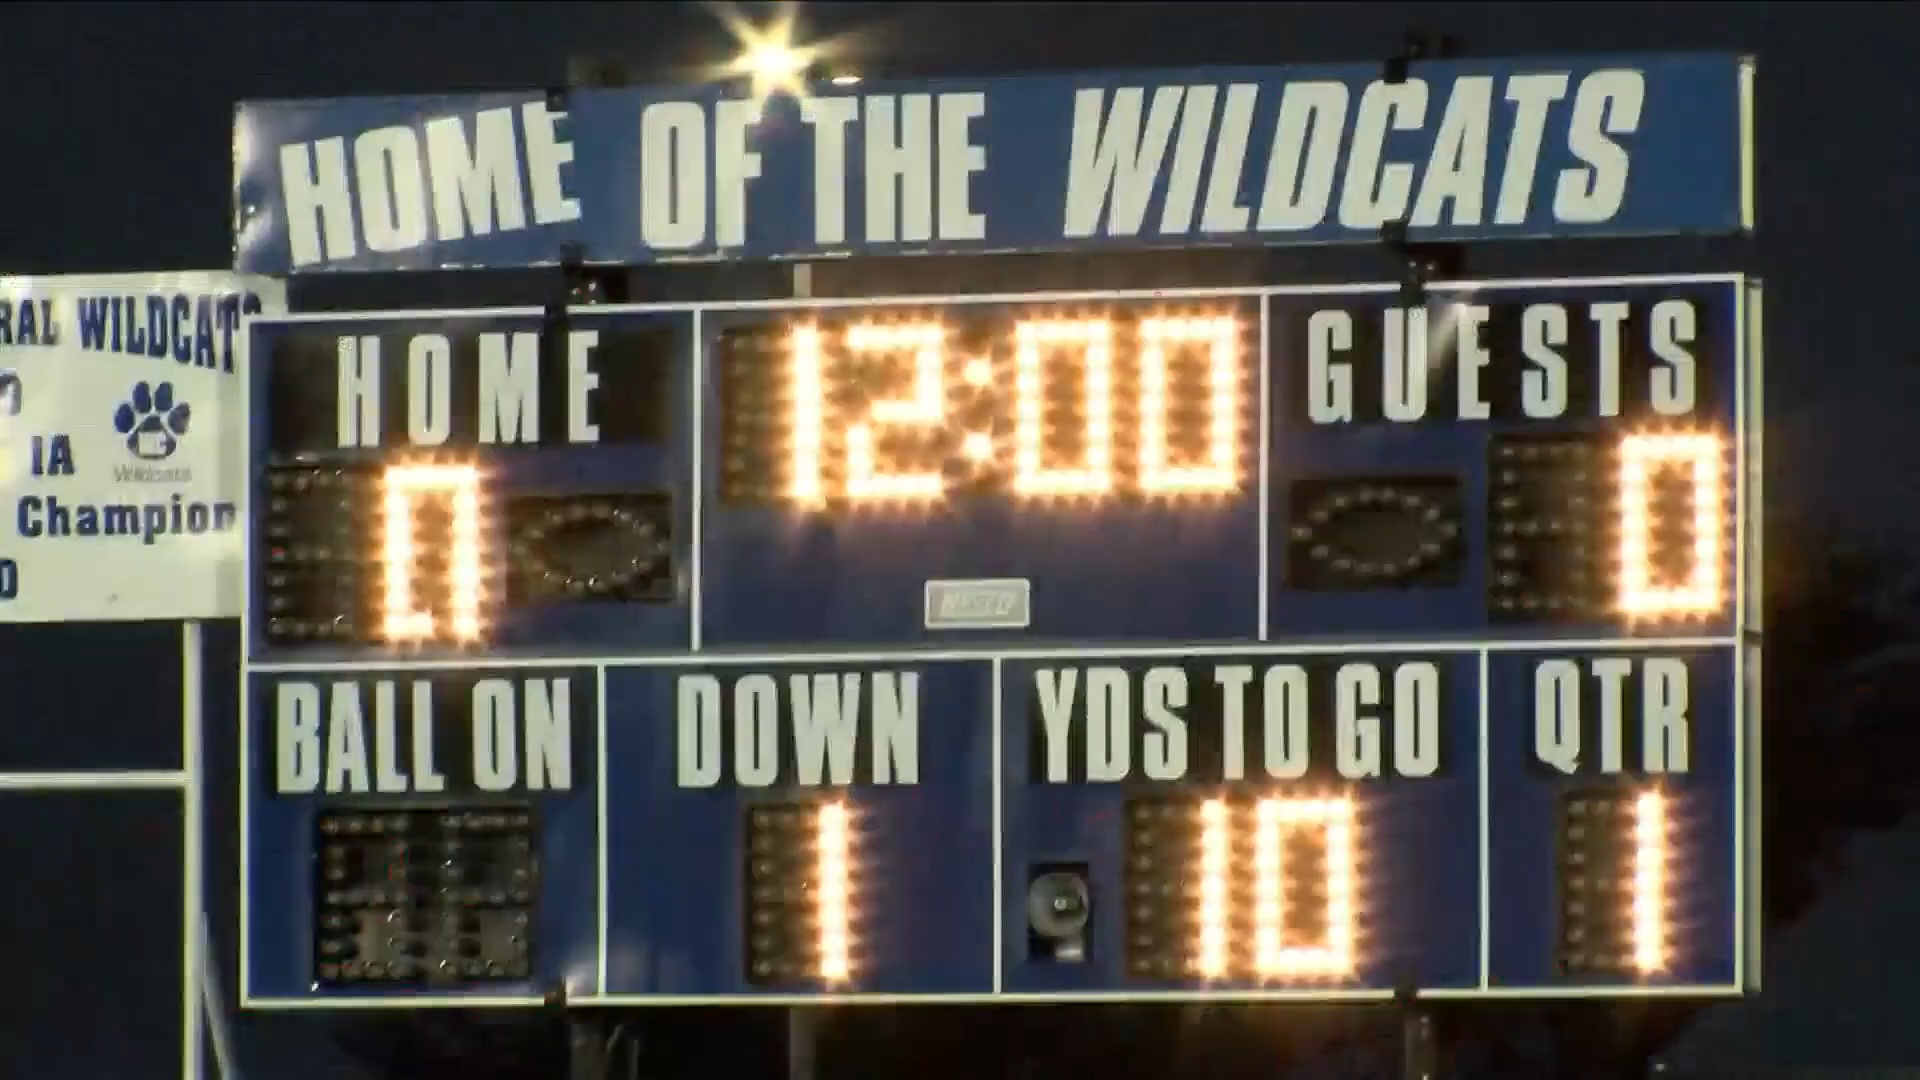 HOME OF THE WILDCATS
RAL WILDCATS
IA
Wildcats
Champion
HOME 12:00 GUESTS
0 0
BALL ON DOWN YDS TO GO QTR
1 10 1